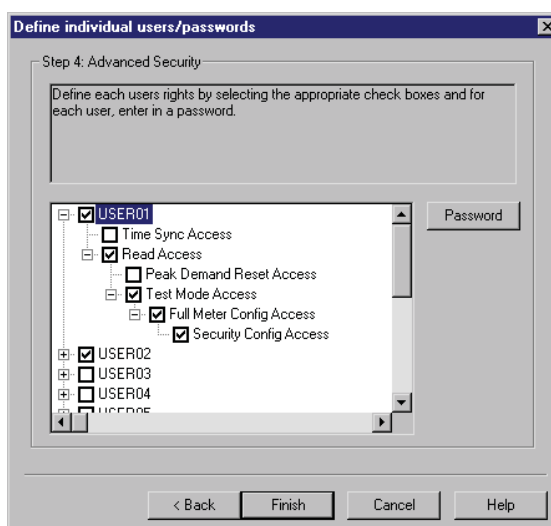 Define individual users/passwords
Step 4: Advanced Security
Define each users rights by selecting the appropriate check boxes and for
each user, enter in a password.
USER01
Password
Time Sync Access
Read Access
Peak Demand Reset Access
Test Mode Access
Full Meter Config Access
Security Config Access
USER02
USER03
USER04
USER05
< Back
Finish
Cancel
Help